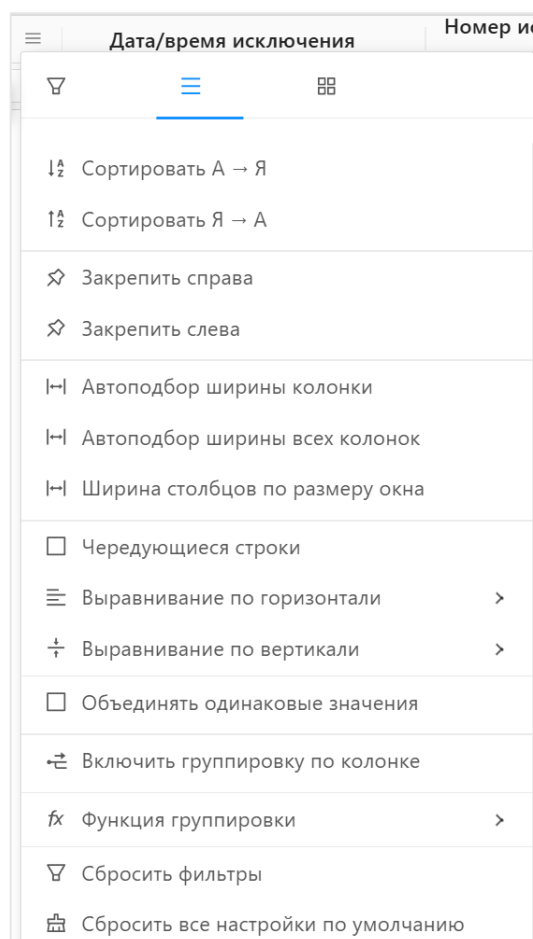 Дата/время исключения
Номер
Сортировать А → Я
Сортировать Я → А
Закрепить справа
Закрепить слева
Автоподбор ширины колонки
Автоподбор ширины всех колонок
Ширина столбцов по размеру окна
Чередующиеся строки
Выравнивание по горизонтали
Выравнивание по вертикали
Объединять одинаковые значения
Включить группировку по колонке
fx Функция группировки
Сбросить фильтры
Сбросить все настройки по умолчанию